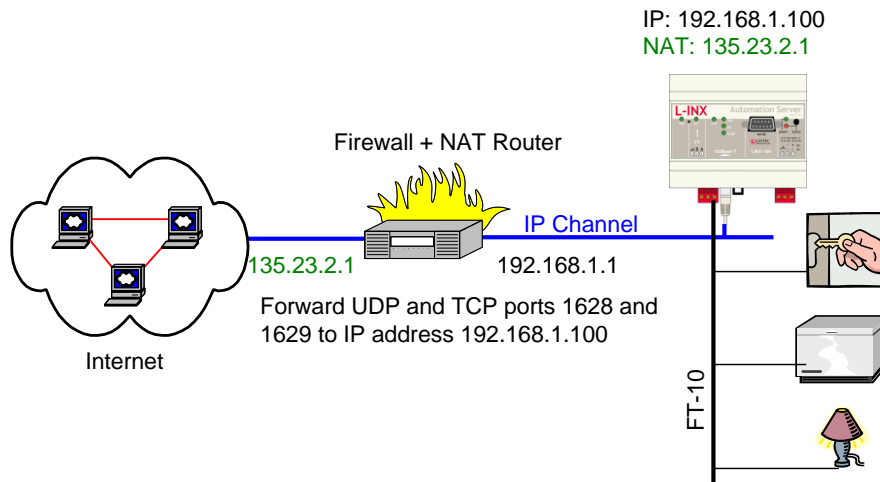 IP: 192.168.1.100
NAT: 135.23.2.1
L-INX Automation Server
Firewall + NAT Router
IP Channel
135.23.2.1
192.168.1.1
Forward UDP and TCP ports 1628 and
1629 to IP address 192.168.1.100
Internet
FT-10